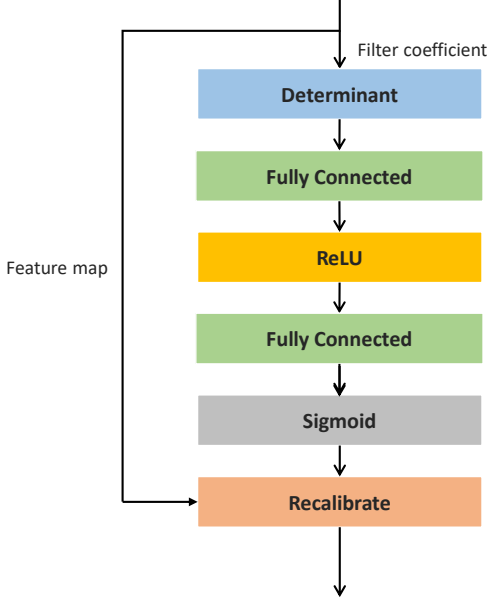 Filter coefficient
Determinant
Fully Connected
ReLU
Feature map
Fully Connected
Sigmoid
Recalibrate